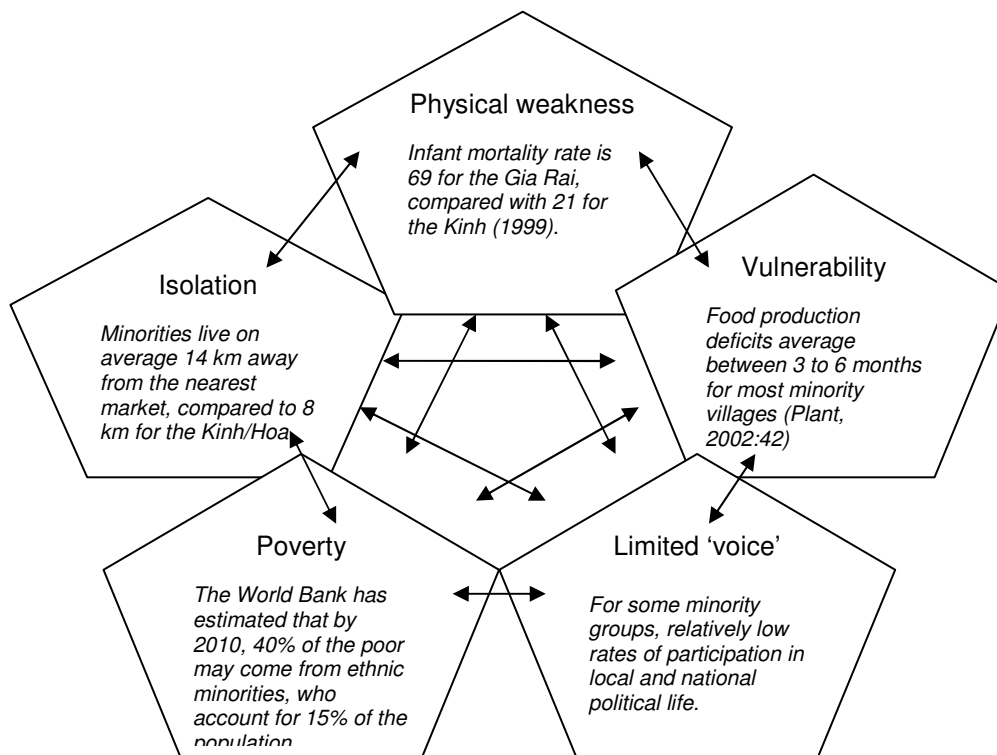 Physical weakness
Infant mortality rate is
69 for the Gia Rai,
compared with 21 for
the Kinh (1999).
Isolation
Minorities live on
average 14 km away
from the nearest
market, compared to 8
km for the Kinh/Hoa
Vulnerability
Food production
deficits average
between 3 to 6 months
for most minority
villages (Plant,
2002:42)
Poverty
The World Bank has
estimated that by
2010, 40% of the poor
may come from ethnic
minorities, who
account for 15% of the
population
Limited ‘voice’
For some minority
groups, relatively low
rates of participation in
local and national
political life.